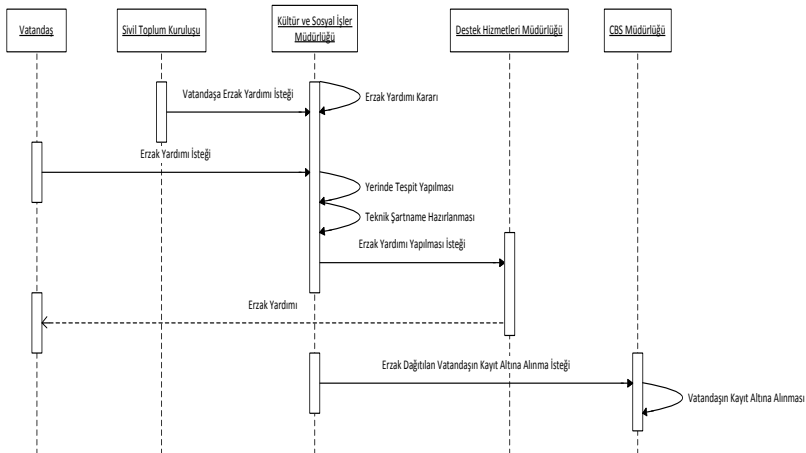 Vatandaş
Sivil Toplum Kuruluşu
Kültür ve Sosyal İşler
Müdürlüğü
Destek Hizmetleri Müdürlüğü
CBS Müdürlüğü
Vatandaşa Erzak Yardımı İsteği
Erzak Yardımı Kararı
Erzak Yardımı İsteği
Yerinde Tespit Yapılması
Teknik Şartname Hazırlanması
Erzak Yardımı Yapılması İsteği
Erzak Yardımı
Erzak Dağıtılan Vatandaşın Kayıt Altına Alınma İsteği
Vatandaşın Kayıt Altına Alınması